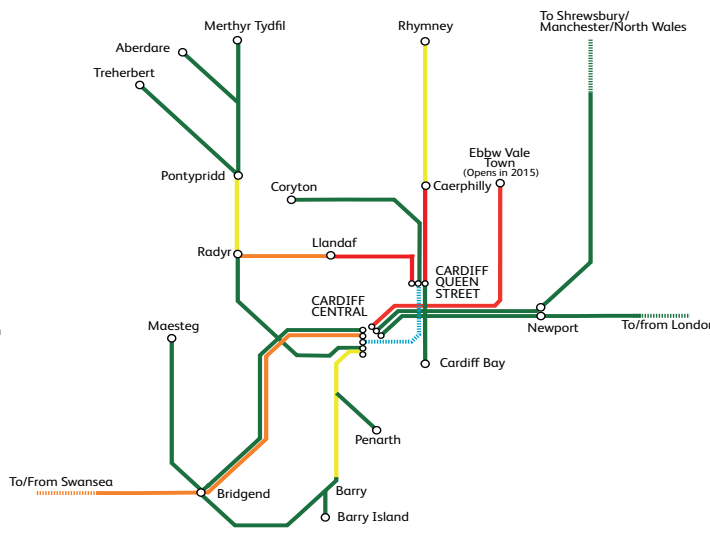 To Shrewsbury/
Manchester/North Wales
Merthyr Tydfil
Rhymney
Aberdare
Treherbert
Ebbw Vale
Town
(Opens in 2015)
Pontypridd
Coryton
Caerphilly
Radyr
Llandaf
CARDIFF
QUEEN
STREET
CARDIFF
CENTRAL
Maesteg
Newport
To/from London
Cardiff Bay
Penarth
To/From Swansea
Bridgend
Barry
Barry Island